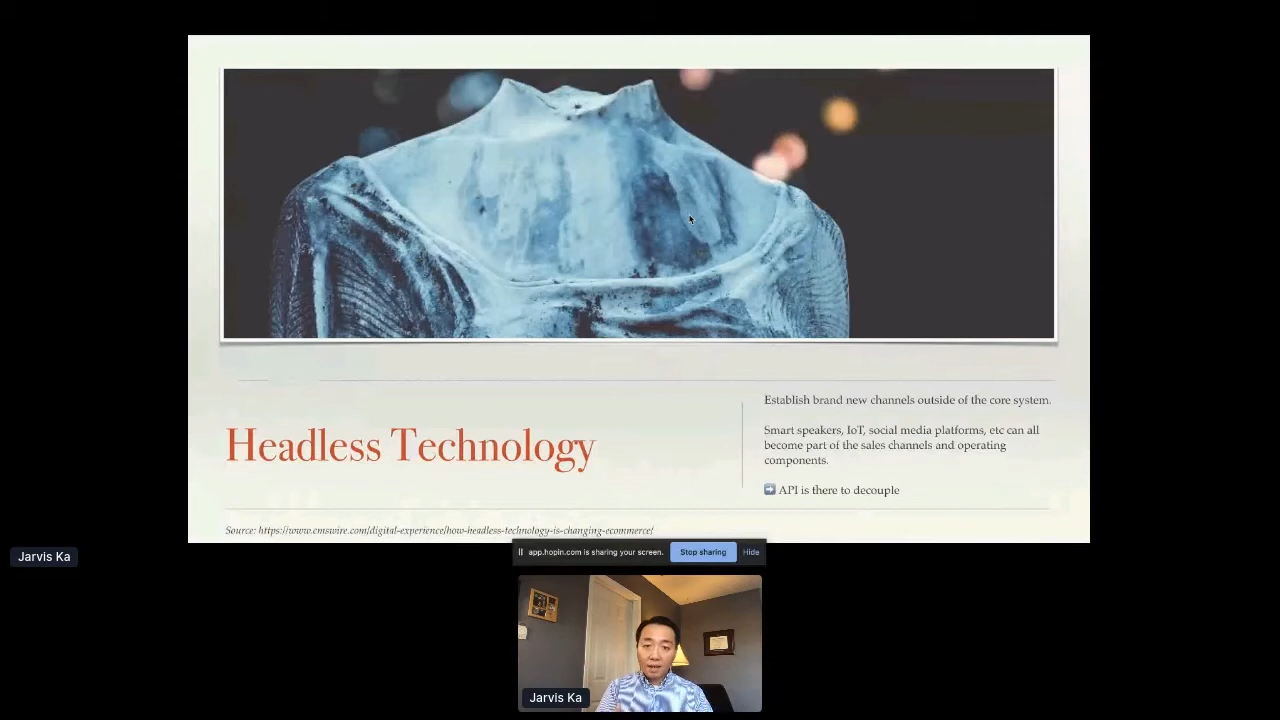 Headless Technology
Establish brand new channels outside of the core system.
Smart speakers, IoT, social media platforms, etc can all
become part of the sales channels and operating
components.
➡️ API is there to decouple
Source: https://www.cmswire.com/digital-experience/how-headless-technology-is-changing-ecommerce/
Jarvis Ka
app.hopin.com is sharing your screen.
Stop sharing
Hide
Jarvis Ka